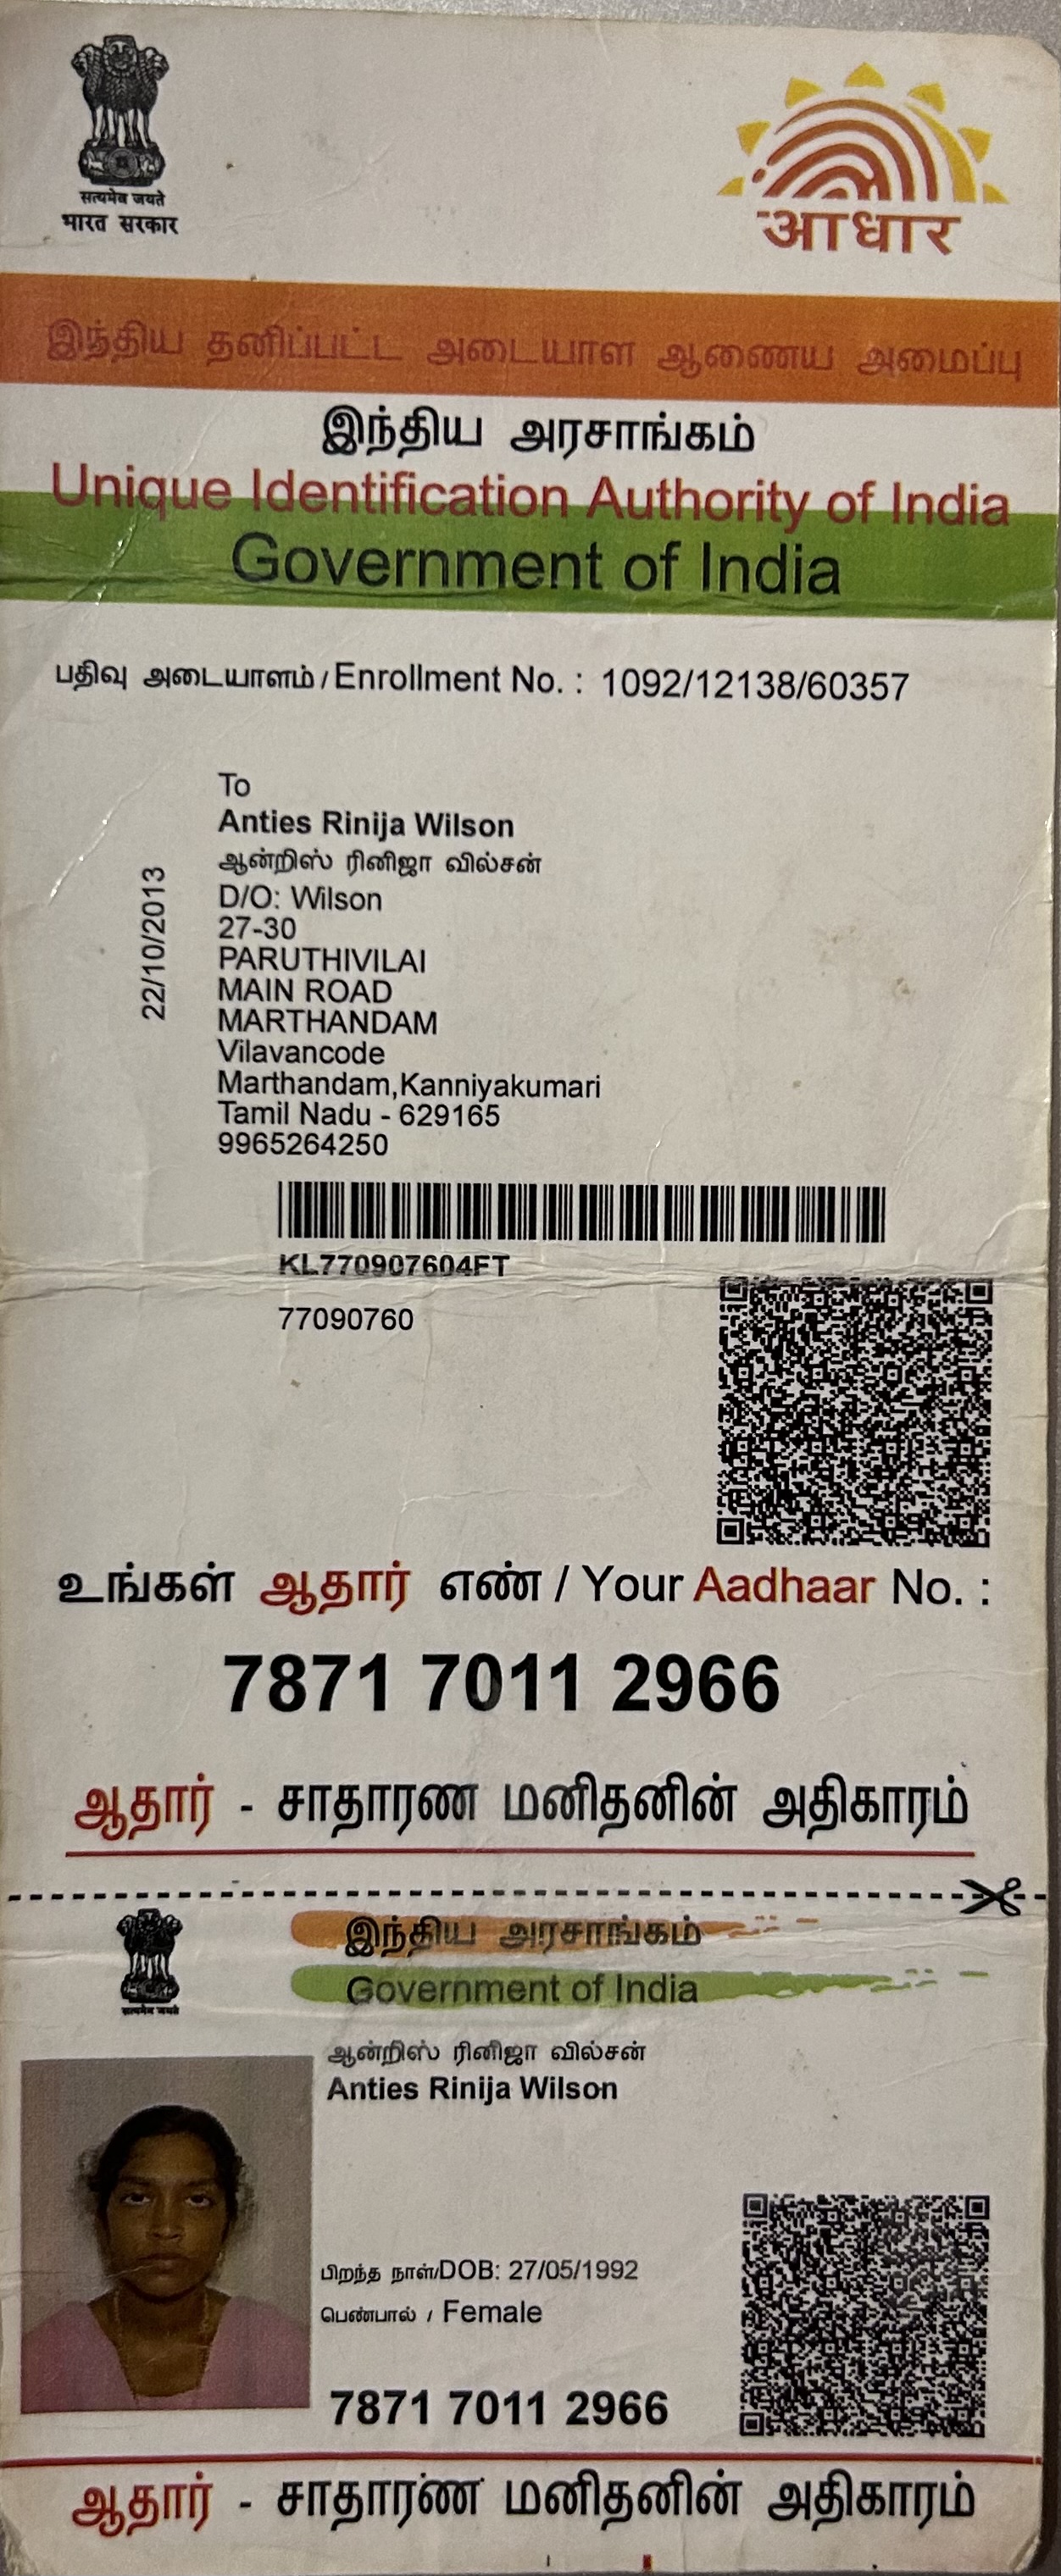 सत्यमेव जयते
भारत सरकार
आधार
இந்திய தனிப்பட்ட அடையாள ஆணைய அமைப்பு
இந்திய அரசாங்கம்
Unique Identification Authority of India
Government of India
பதிவு அடையாளம் / Enrollment No. : 1092/12138/60357
22/10/2013
To
Anties Rinija Wilson
ஆன்றிஸ் ரினிஜா வில்சன்
D/O: Wilson
27-30
PARUTHIVILAI
MAIN ROAD
MARTHANDAM
Vilavancode
Marthandam,Kanniyakumari
Tamil Nadu - 629165
9965264250
KL770907604FT
77090760
உங்கள் ஆதார் எண் / Your Aadhaar No. :
7871 7011 2966
ஆதார் - சாதாரண மனிதனின் அதிகாரம்
இந்திய அரசாங்கம்
Government of India
सत्यमेव जयते
ஆன்றிஸ் ரினிஜா வில்சன்
Anties Rinija Wilson
பிறந்த நாள்/DOB: 27/05/1992
பெண்பால் / Female
7871 7011 2966
ஆதார் - சாதாரண மனிதனின் அதிகாரம்